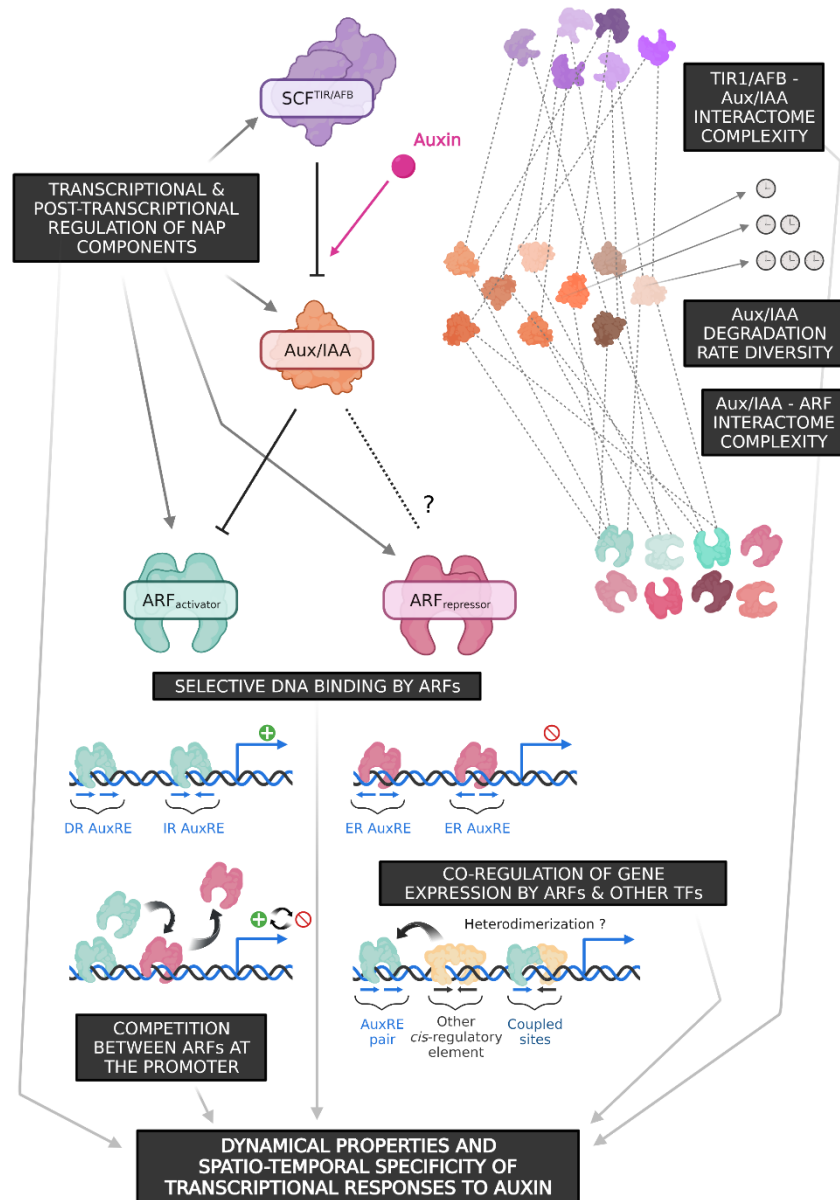 SCF^TIR/AFB
Auxin
TIR1/AFB -
Aux/IAA
INTERACTOME
COMPLEXITY
TRANSCRIPTIONAL &
POST-TRANSCRIPTIONAL
REGULATION OF NAP
COMPONENTS
Aux/IAA
Aux/IAA
DEGRADATION
RATE DIVERSITY
Aux/IAA - ARF
INTERACTOME
COMPLEXITY
?
ARF activator
ARF repressor
SELECTIVE DNA BINDING BY ARFs
DR AuxRE
IR AuxRE
ER AuxRE
ER AuxRE
CO-REGULATION OF GENE
EXPRESSION BY ARFs & OTHER TFs
Heterodimerization ?
AuxRE
pair
Other
cis-regulatory
element
Coupled
sites
COMPETITION
BETWEEN ARFs AT
THE PROMOTER
DYNAMICAL PROPERTIES AND
SPATIO-TEMPORAL SPECIFICITY OF
TRANSCRIPTIONAL RESPONSES TO AUXIN